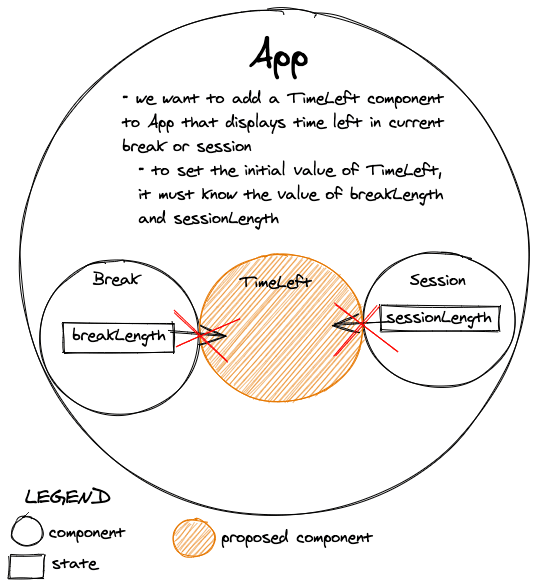 App
- we want to add a TimeLeft component
to App that displays time left in current
break or session
- to set the initial value of TimeLeft,
it must know the value of breakLength
and sessionLength
Break
TimeLeft
Session
breakLength
sessionLength
LEGEND
component
proposed component
state